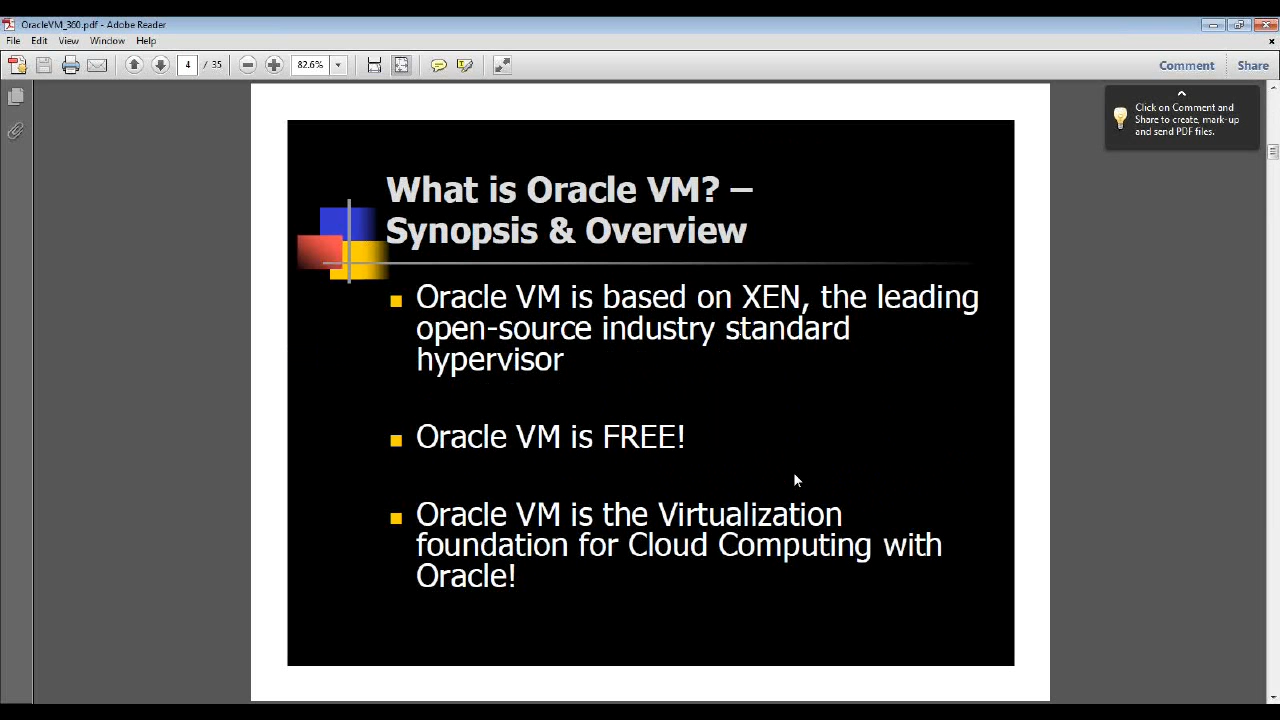 OracleVM_360.pdf - Adobe Reader
File Edit View Window Help
4 / 35 82.6% Comment Share
Click on Comment and
Share to create, mark-up
and send PDF files.
What is Oracle VM? –
Synopsis & Overview
Oracle VM is based on XEN, the leading
open-source industry standard
hypervisor
Oracle VM is FREE!
Oracle VM is the Virtualization
foundation for Cloud Computing with
Oracle!